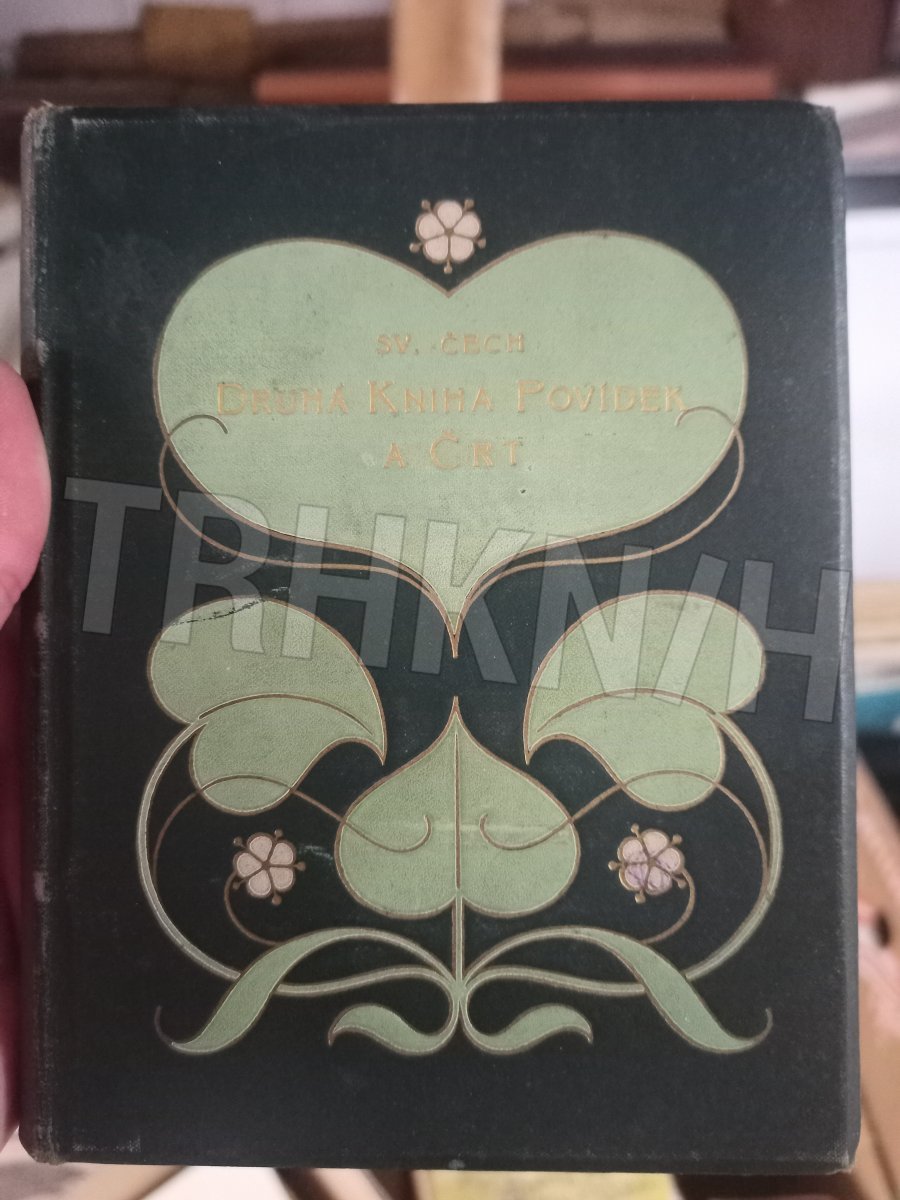 SV. ČECH
DRUHÁ KNIHA POVÍDEK
A ČRT
TRHKNIH